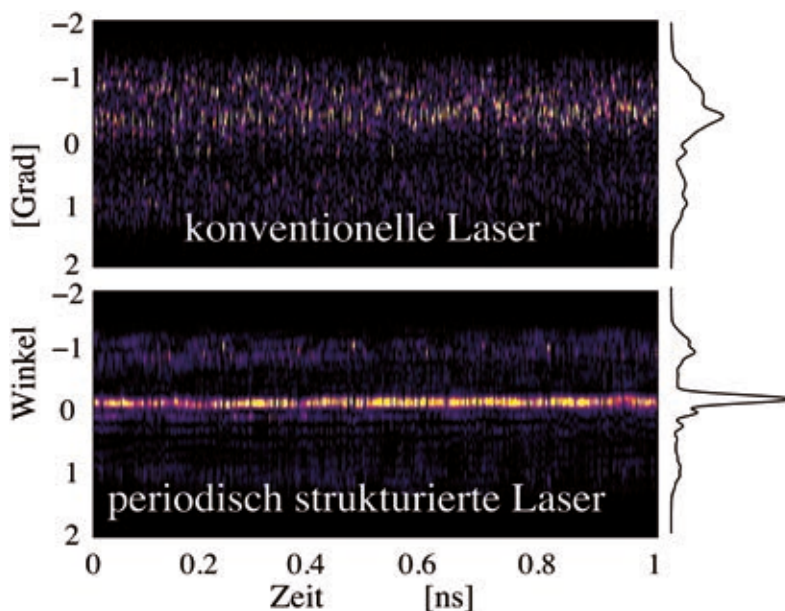 -2
-1
0
1
2
[Grad]
konventionelle Laser
-2
-1
0
1
2
Winkel
periodisch strukturierte Laser
0 0.2 0.4 0.6 0.8 1
Zeit [ns]